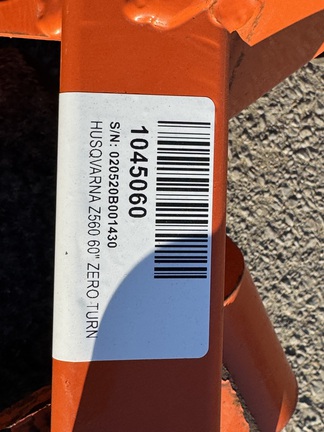 1045060
S/N: 020520B001430
HUSQVARNA Z560 60" ZERO TURN